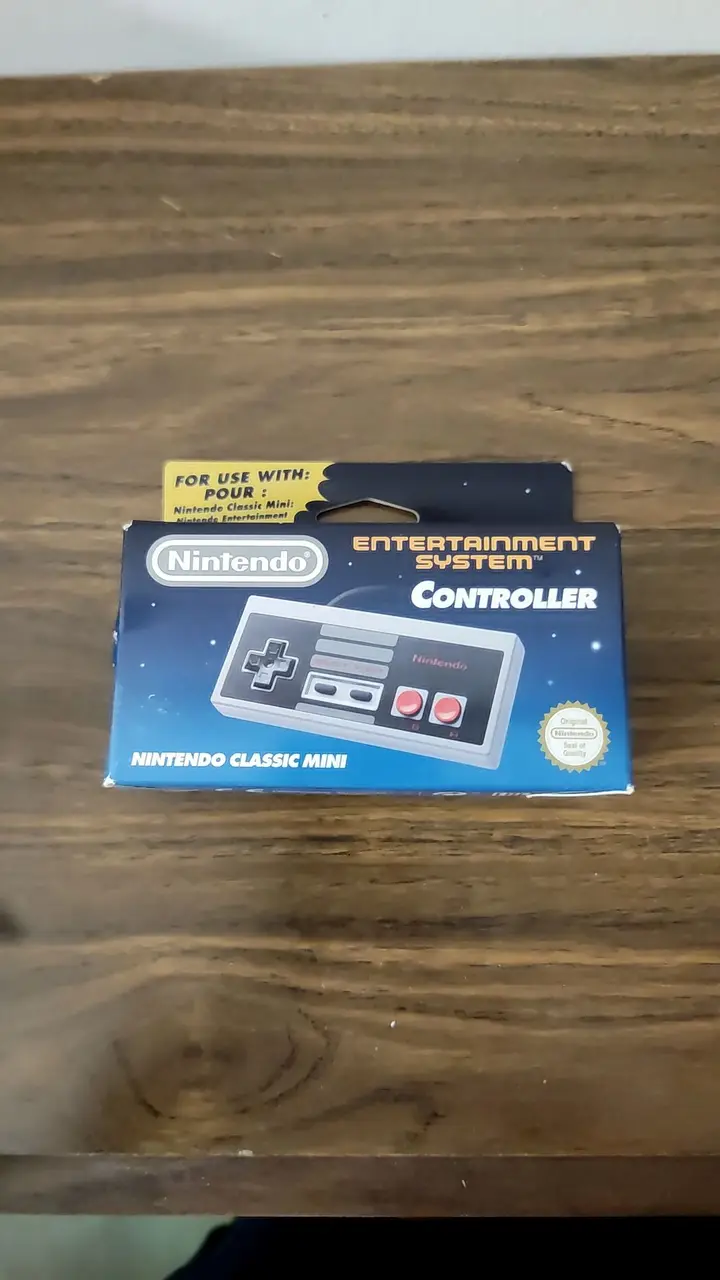 FOR USE WITH:
POUR :
Nintendo Classic Mini:
Nintendo Entertainment
Nintendo®
ENTERTAINMENT
SYSTEM™
CONTROLLER
Nintendo
B A
NINTENDO CLASSIC MINI
Original
Nintendo
Seal of
Quality